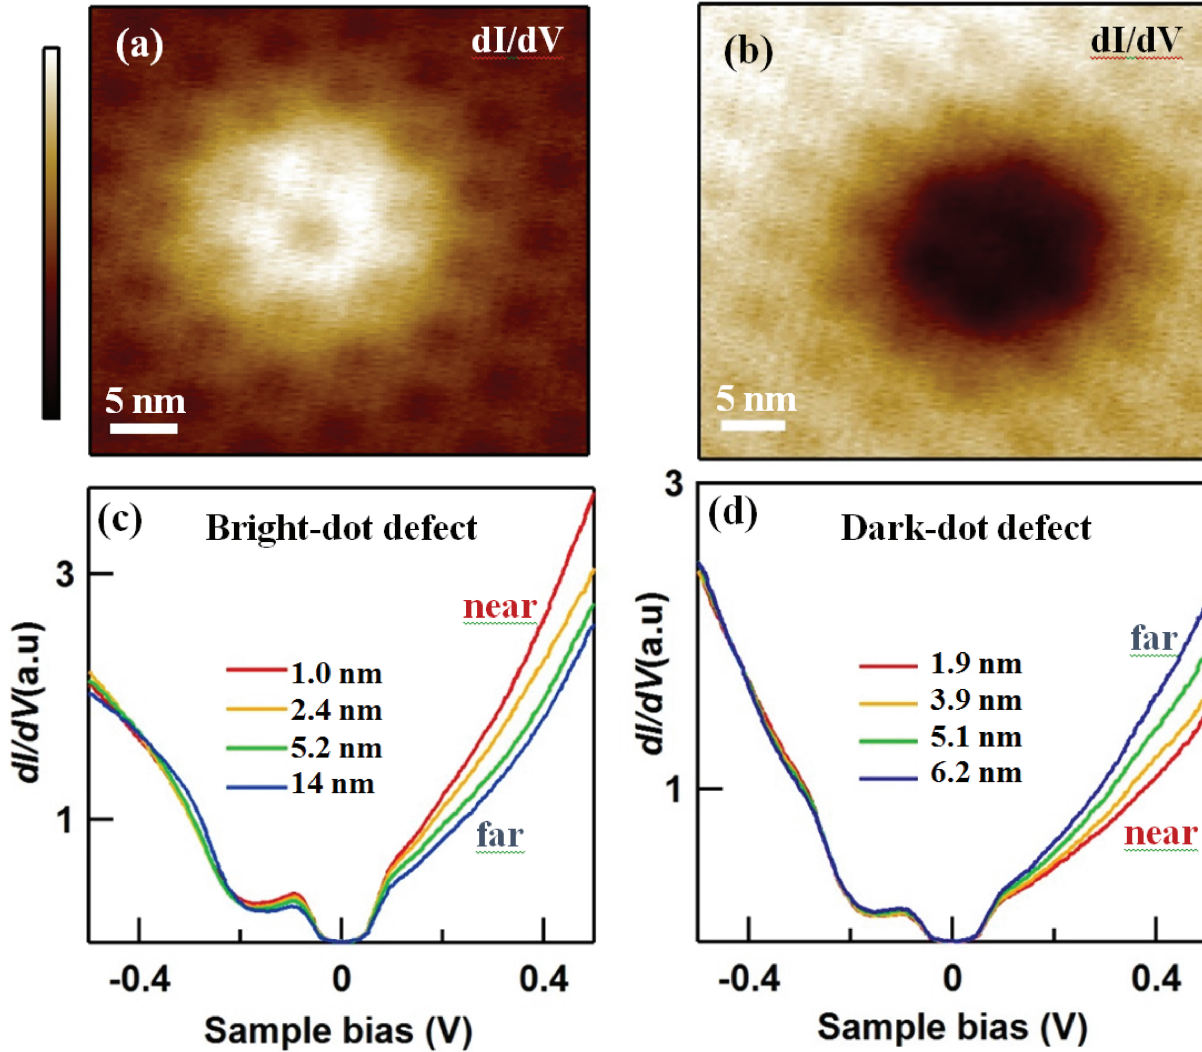 (a) dI/dV
5 nm
(b) dI/dV
5 nm
(c) Bright-dot defect
3
near
1.0 nm
2.4 nm
5.2 nm
14 nm
far
1
dI/dV(a.u)
-0.4 0 0.4
Sample bias (V)
3
(d) Dark-dot defect
far
1.9 nm
3.9 nm
5.1 nm
6.2 nm
near
1
dI/dV(a.u)
-0.4 0 0.4
Sample bias (V)